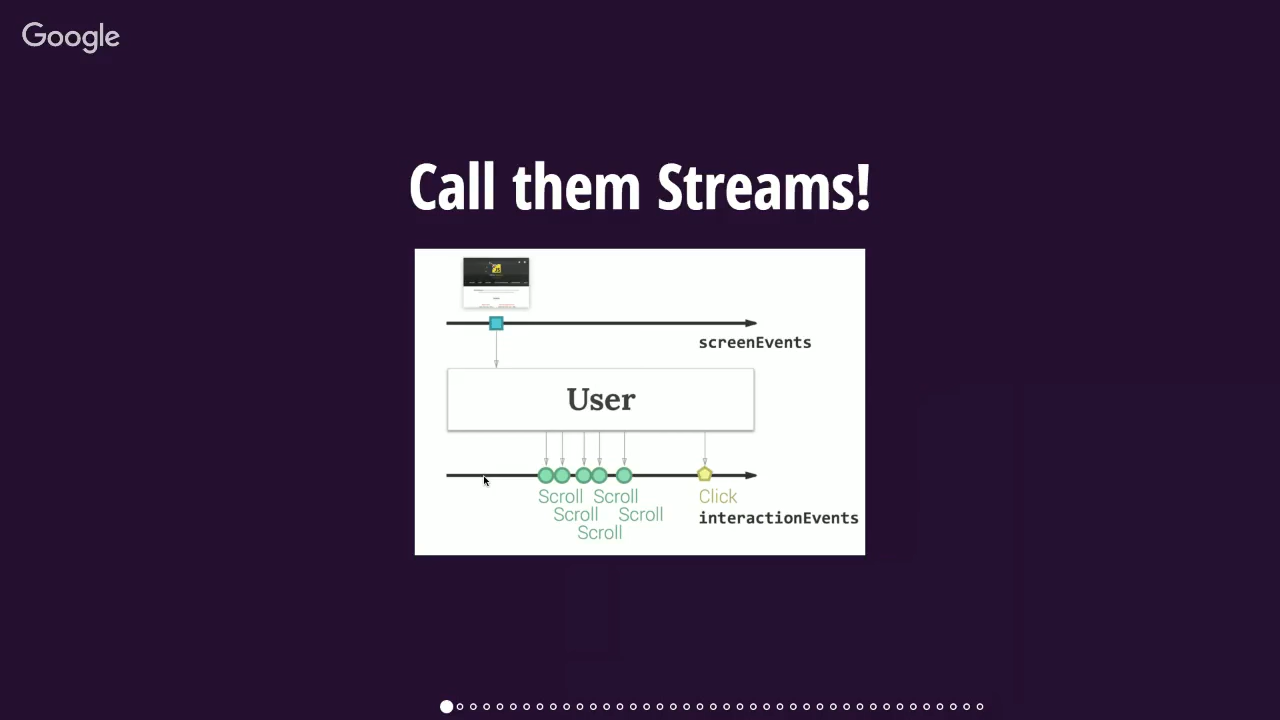 Google
Call them Streams!
screenEvents
User
Scroll Scroll Click
Scroll Scroll interactionEvents
Scroll